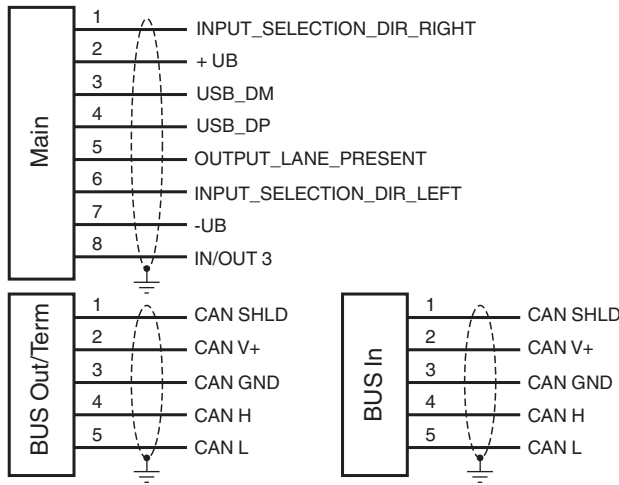 Main
1 INPUT_SELECTION_DIR_RIGHT
2 + UB
3 USB_DM
4 USB_DP
5 OUTPUT_LANE_PRESENT
6 INPUT_SELECTION_DIR_LEFT
7 -UB
8 IN/OUT 3
BUS Out/Term
1 CAN SHLD
2 CAN V+
3 CAN GND
4 CAN H
5 CAN L
BUS In
1 CAN SHLD
2 CAN V+
3 CAN GND
4 CAN H
5 CAN L